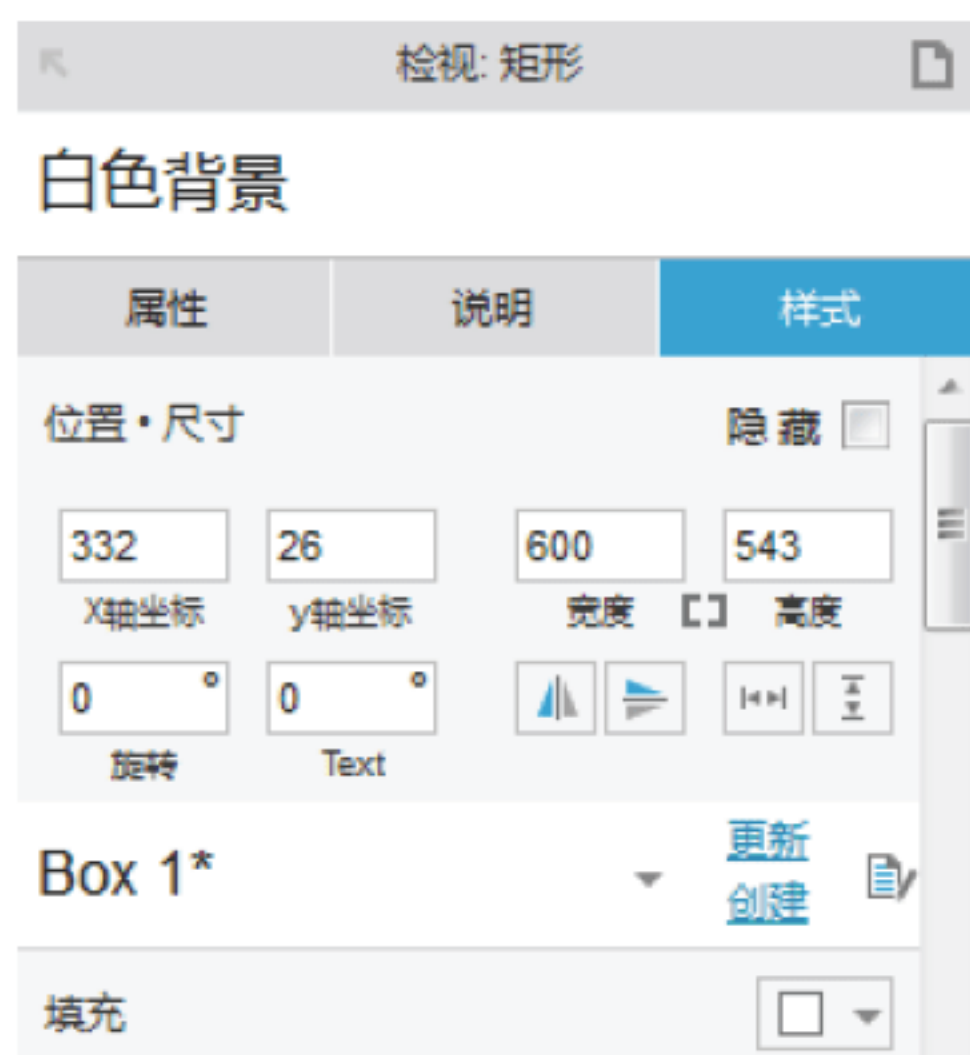 检视: 矩形
白色背景
属性 说明 样式
位置 • 尺寸 隐藏
332 26 600 543
X轴坐标 y轴坐标 宽度 高度
0 ° 0 °
旋转 Text
Box 1* 更新
创建
填充